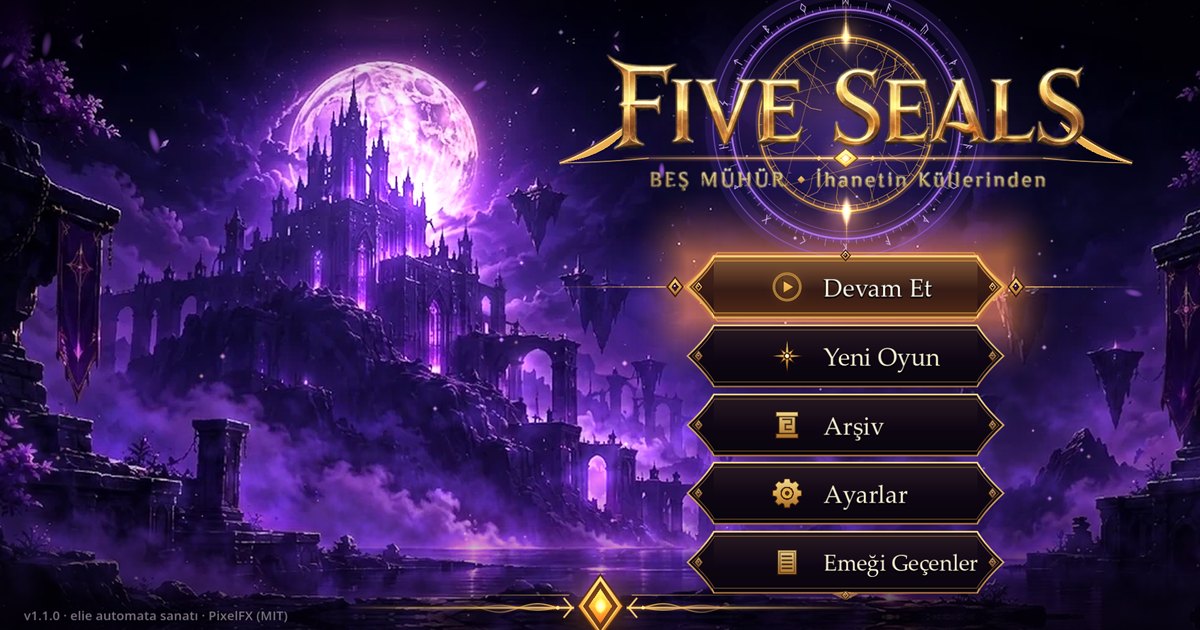 FIVE SEALS
BEŞ MÜHÜR • İhanetin Küllerinden
Devam Et
Yeni Oyun
Arşiv
Ayarlar
Emeği Geçenler
v1.1.0 · elie automata sanatı · PixelFX (MIT)